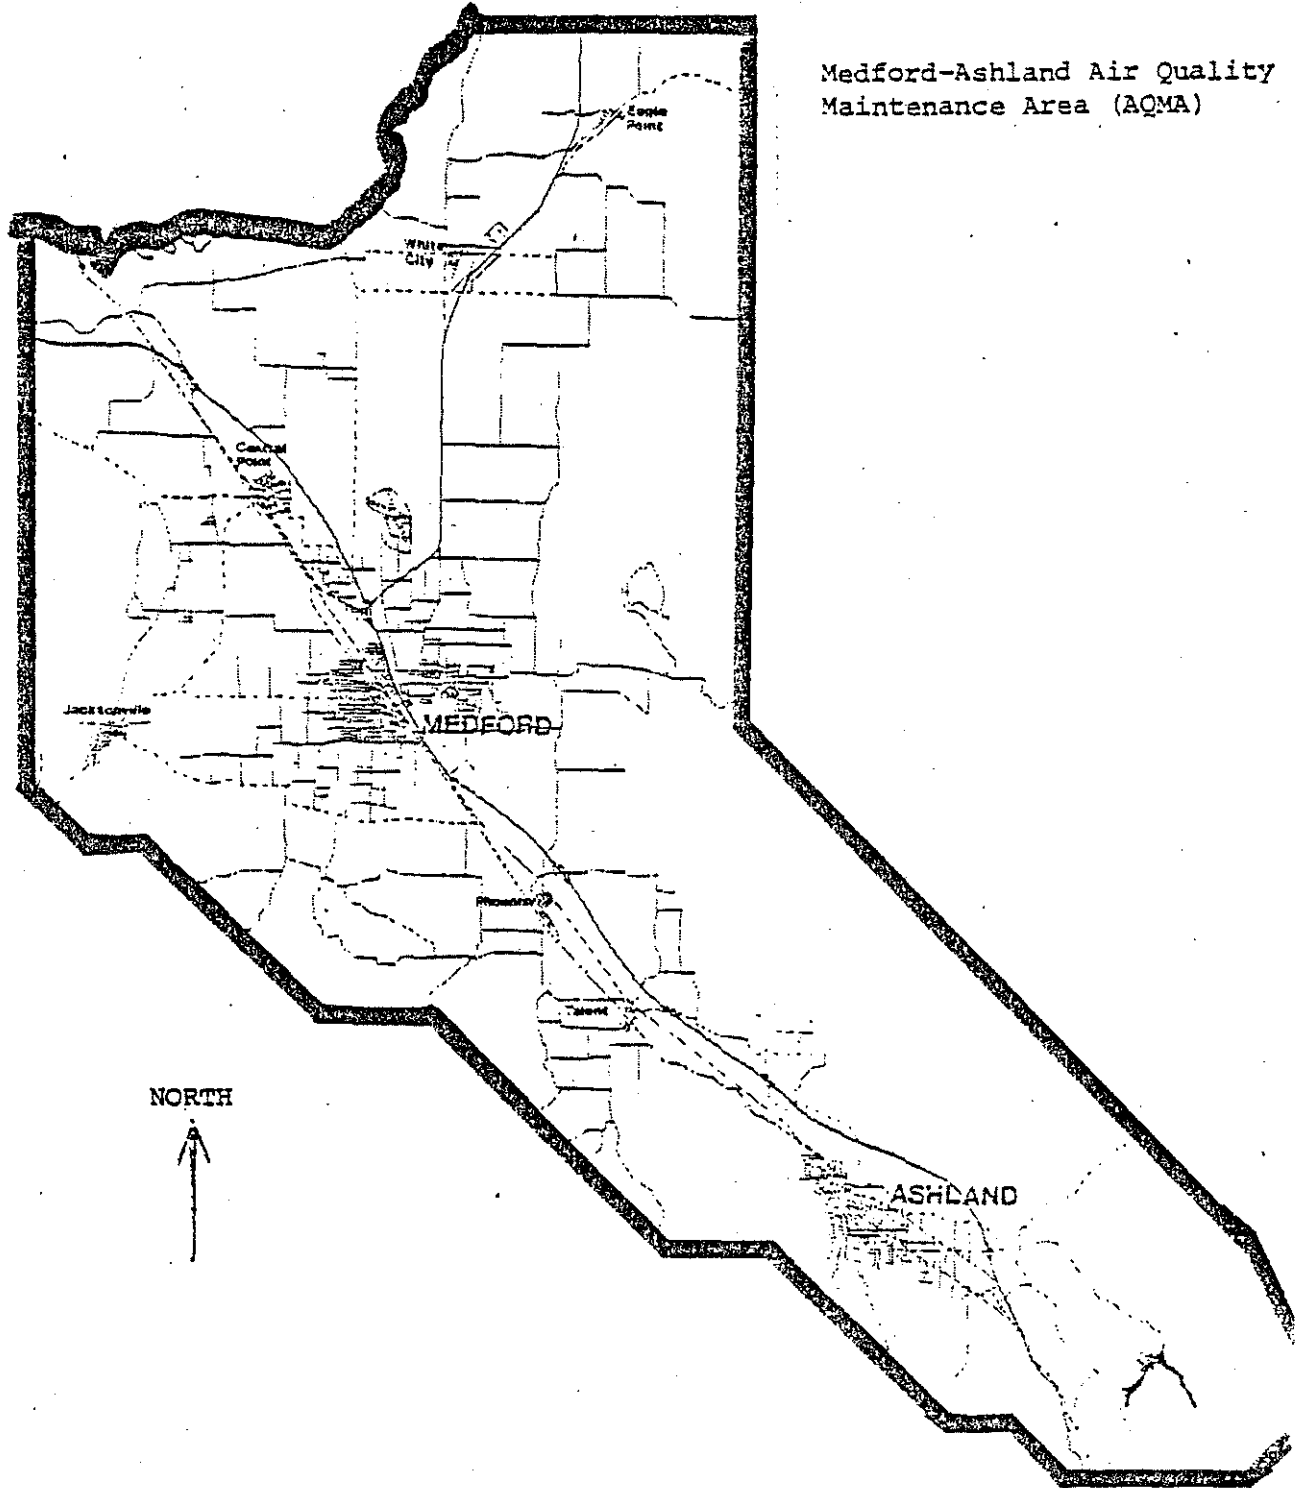 Medford-Ashland Air Quality
Maintenance Area (AQMA)
Eagle
Point
White
City
Central
Point
Jacksonville
MEDFORD
Phoenix
Talent
NORTH
ASHLAND